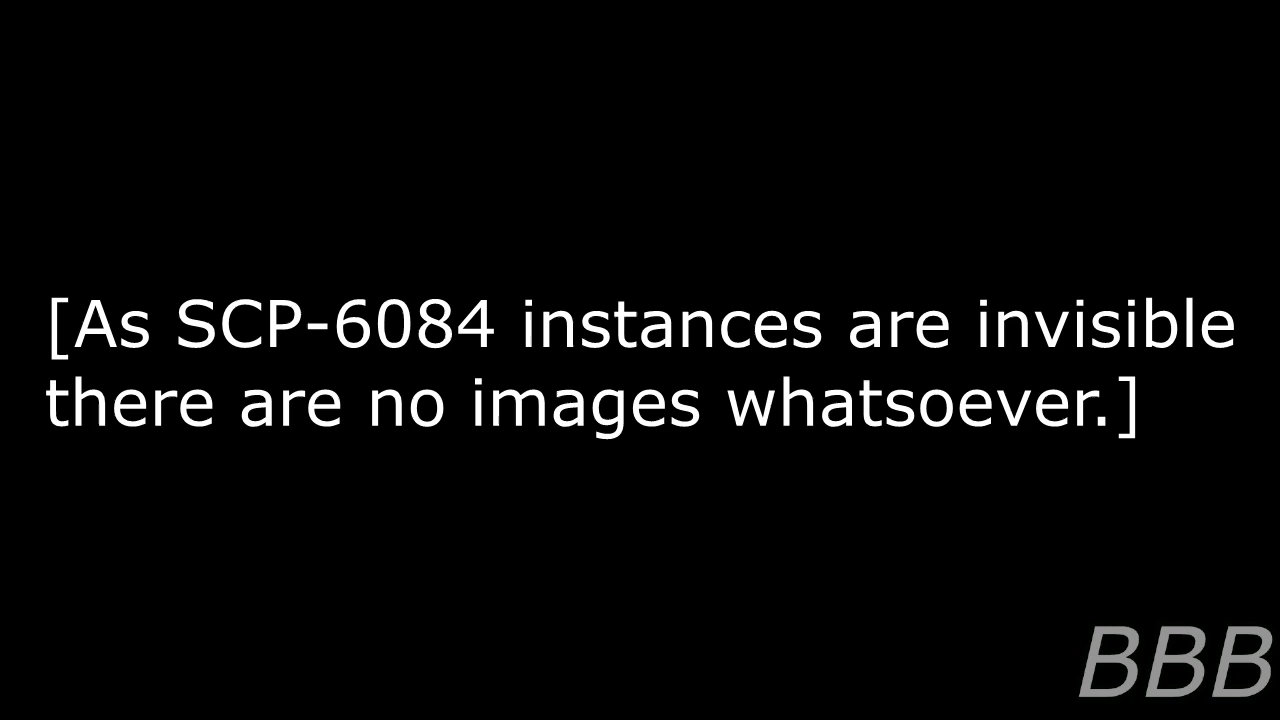 [As SCP-6084 instances are invisible
there are no images whatsoever.]
BBB